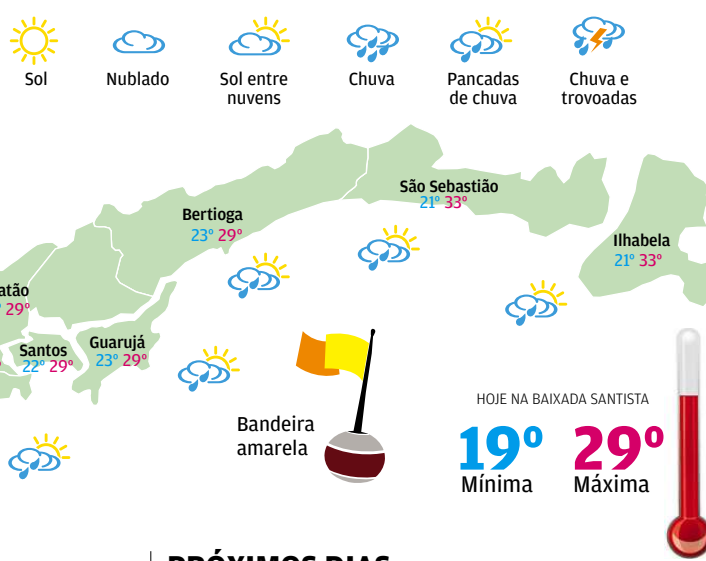 Sol
Nublado
Sol entre
nuvens
Chuva
Pancadas
de chuva
Chuva e
trovoadas
São Sebastião
21º 33º
Bertioga
23º 29º
Ilhabela
21º 33º
29º
Santos
22º 29º
Guarujá
23º 29º
Bandeira
amarela
HOJE NA BAIXADA SANTISTA
19º 29º
Mínima Máxima
PRÓXIMOS DIAS